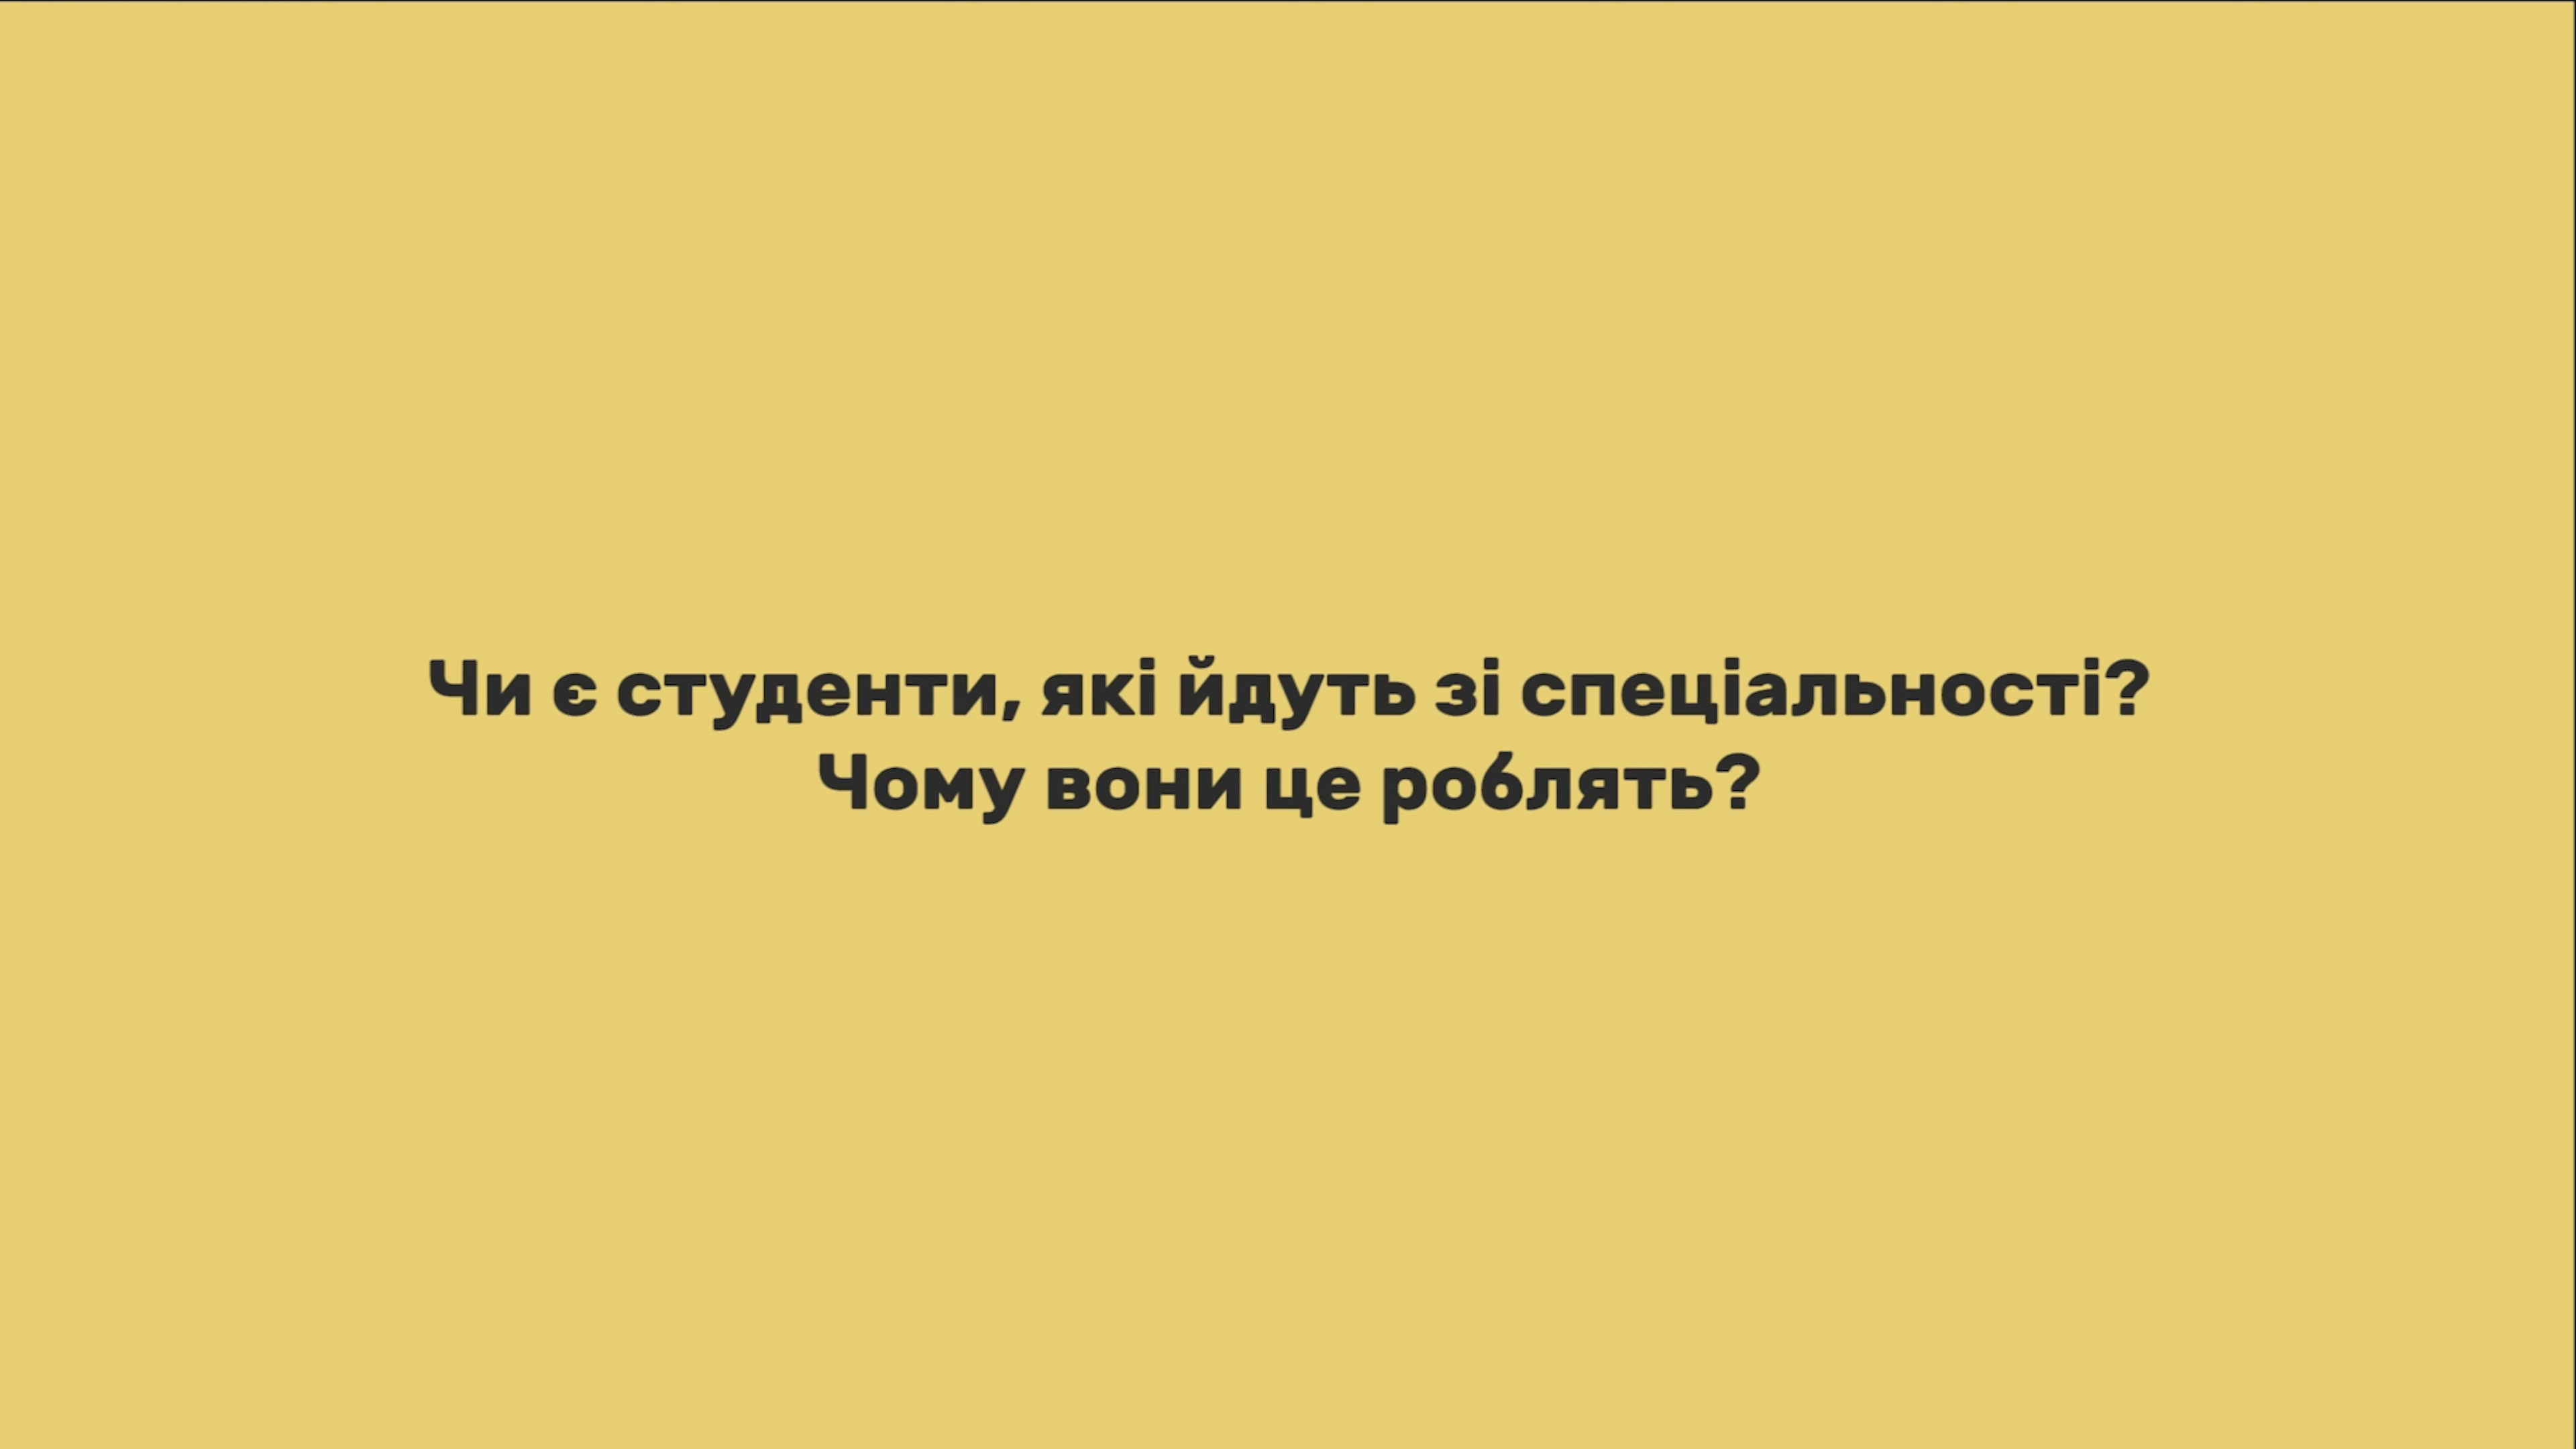 Чи є студенти, які йдуть зі спеціальності?
Чому вони це роблять?